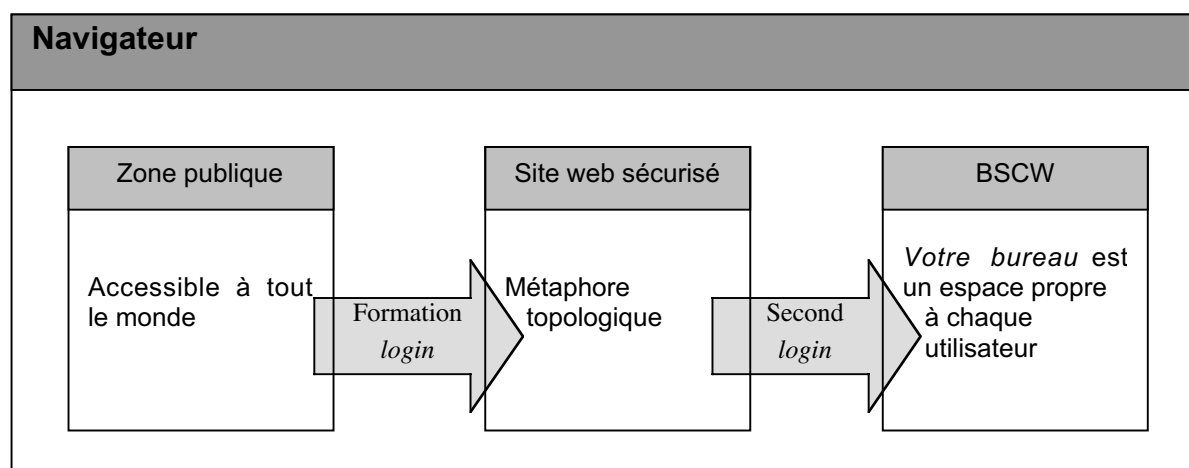 Navigateur
Zone publique
Accessible à tout
le monde
Formation
login
Site web sécurisé
Métaphore
topologique
Second
login
BSCW
Votre bureau est
un espace propre
à chaque
utilisateur